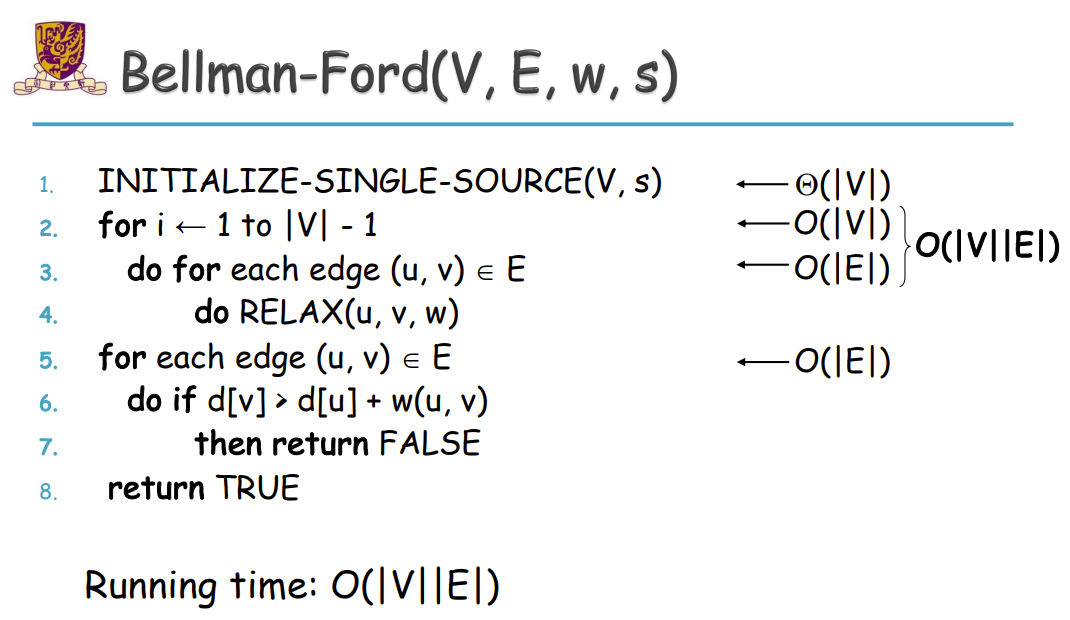 Bellman-Ford(V, E, w, s)
1. INITIALIZE-SINGLE-SOURCE(V, s) ← Θ(|V|)
2. for i ← 1 to |V| - 1 ← O(|V|)
O(|V||E|)
3. do for each edge (u, v) ∈ E ← O(|E|)
4. do RELAX(u, v, w)
5. for each edge (u, v) ∈ E ← O(|E|)
6. do if d[v] > d[u] + w(u, v)
7. then return FALSE
8. return TRUE
Running time: O(|V||E|)